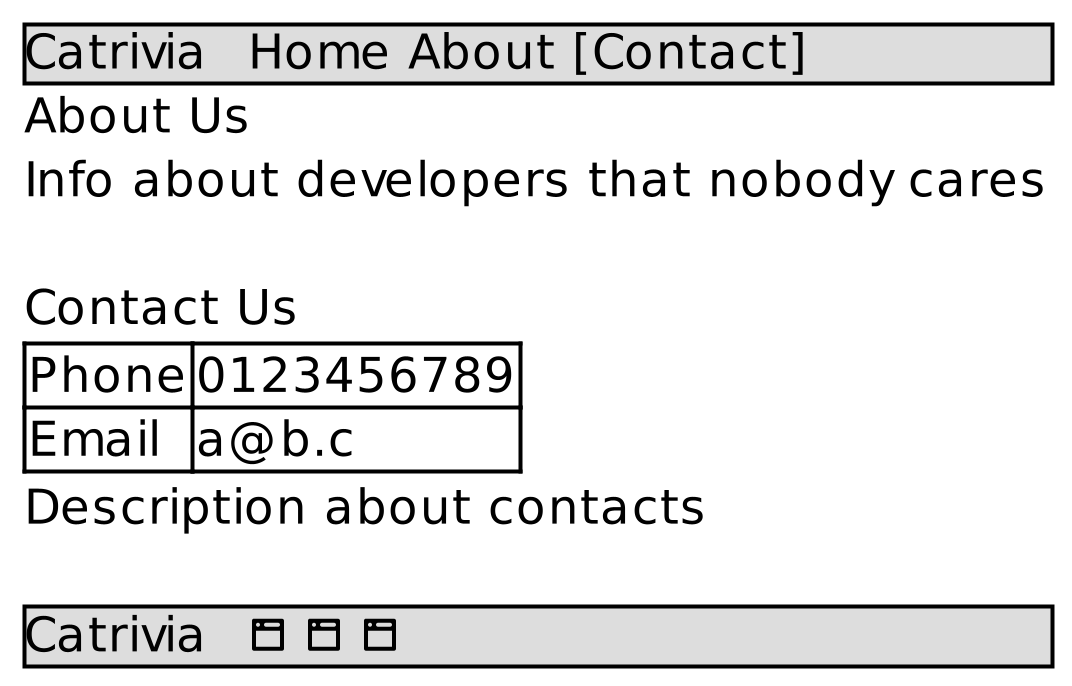 Catrivia Home About [Contact]
About Us
Info about developers that nobody cares
Contact Us
Phone 0123456789
Email a@b.c
Description about contacts
Catrivia